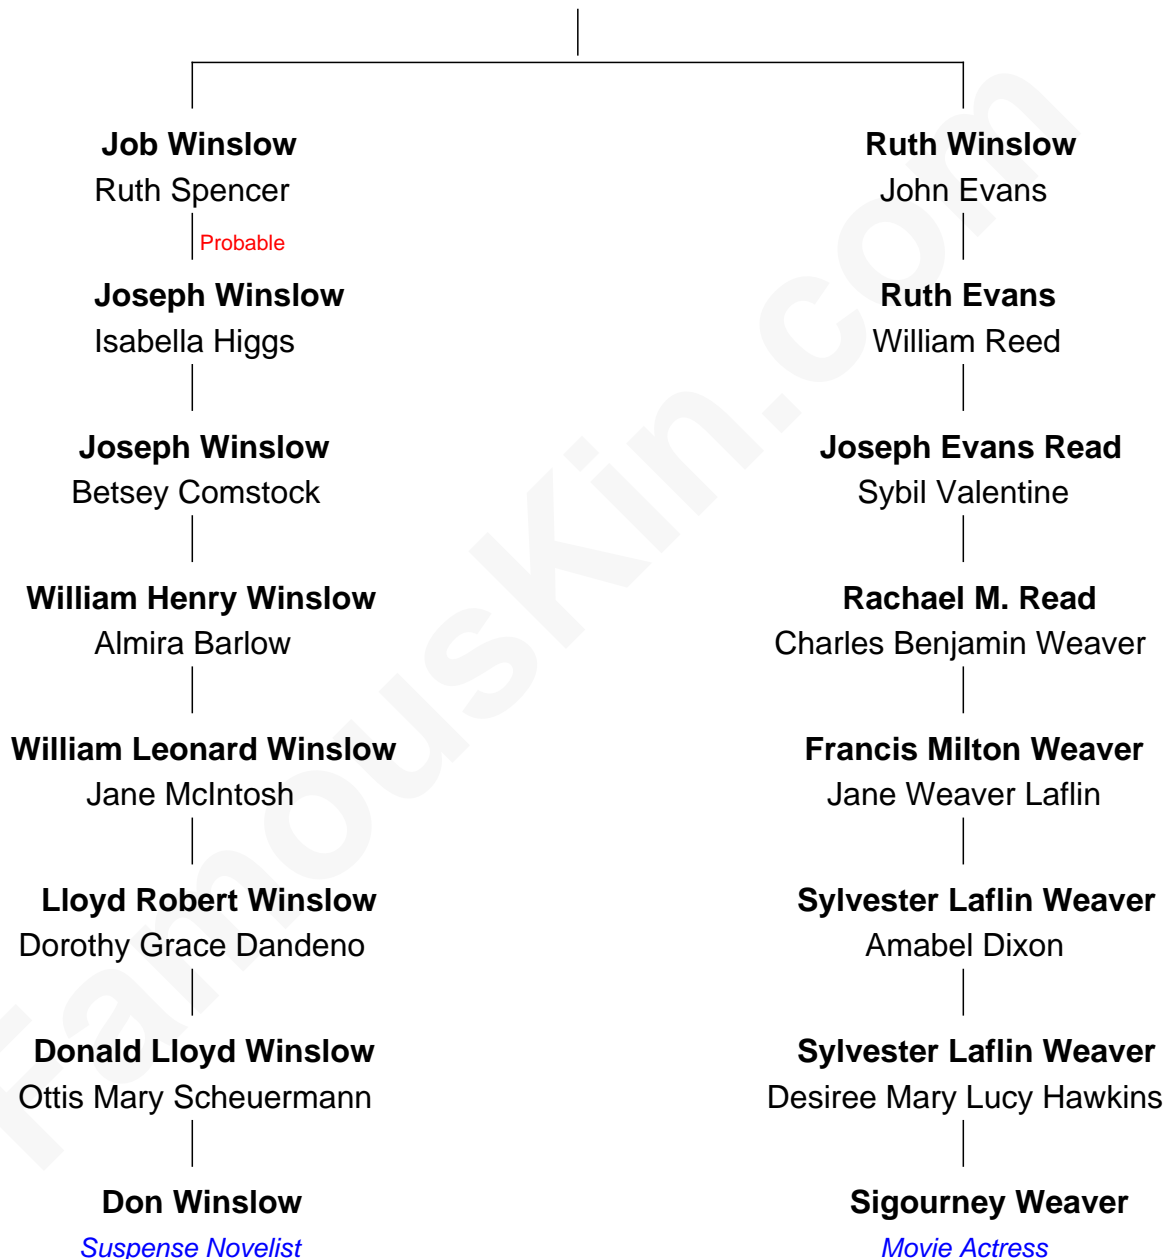 Job Winslow
Ruth Spencer
Probable
Joseph Winslow
Isabella Higgs
Joseph Winslow
Betsey Comstock
William Henry Winslow
Almira Barlow
William Leonard Winslow
Jane McIntosh
Lloyd Robert Winslow
Dorothy Grace Dandeno
Donald Lloyd Winslow
Ottis Mary Scheuermann
Don Winslow
Suspense Novelist
Ruth Winslow
John Evans
Ruth Evans
William Reed
Joseph Evans Read
Sybil Valentine
Rachael M. Read
Charles Benjamin Weaver
Francis Milton Weaver
Jane Weaver Laflin
Sylvester Laflin Weaver
Amabel Dixon
Sylvester Laflin Weaver
Desiree Mary Lucy Hawkins
Sigourney Weaver
Movie Actress
FamousKin.com